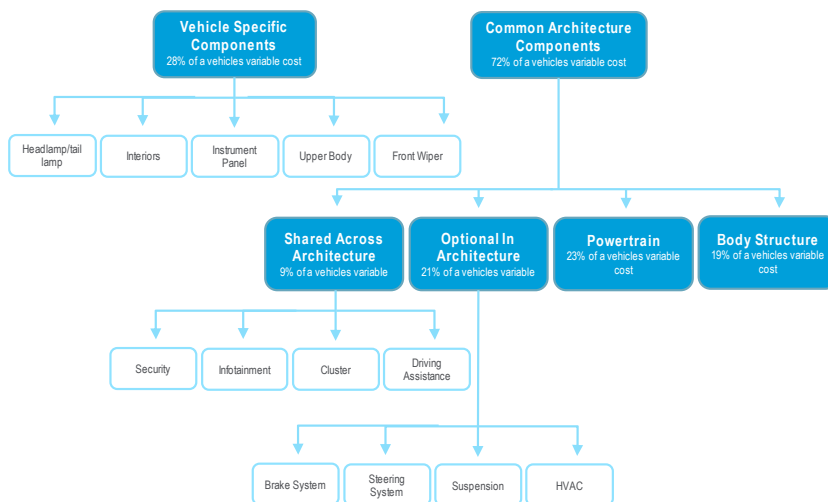 Vehicle Specific
Components
28% of a vehicles variable cost
Common Architecture
Components
72% of a vehicles variable cost
Headlamp/tail
lamp
Interiors
Instrument
Panel
Upper Body
Front Wiper
Shared Across
Architecture
9% of a vehicles variable
Optional In
Architecture
21% of a vehicles variable
Powertrain
23% of a vehicles variable
cost
Body Structure
19% of a vehicles variable
cost
Security
Infotainment
Cluster
Driving
Assistance
Brake System
Steering
System
Suspension
HVAC